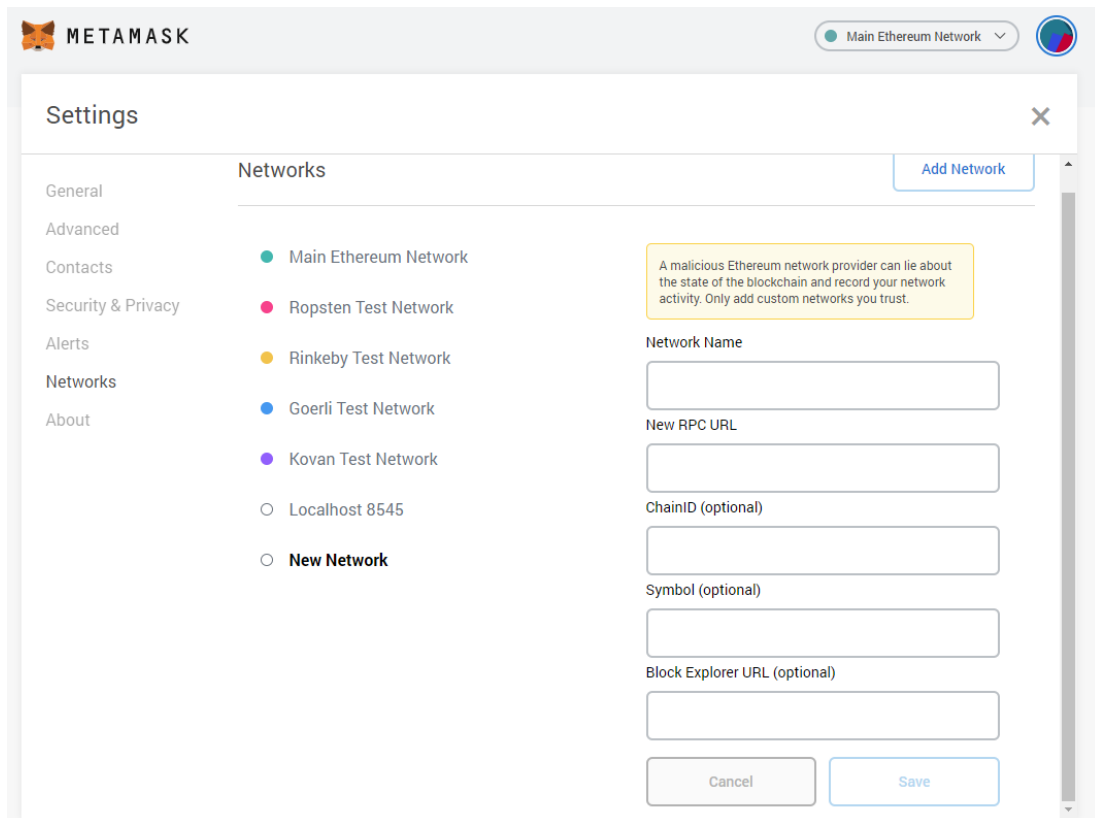 METAMASK
Main Ethereum Network
Settings
General
Advanced
Contacts
Security & Privacy
Alerts
Networks
About
Networks
Add Network
Main Ethereum Network
Ropsten Test Network
Rinkeby Test Network
Goerli Test Network
Kovan Test Network
Localhost 8545
New Network
A malicious Ethereum network provider can lie about
the state of the blockchain and record your network
activity. Only add custom networks you trust.
Network Name
New RPC URL
ChainID (optional)
Symbol (optional)
Block Explorer URL (optional)
Cancel
Save